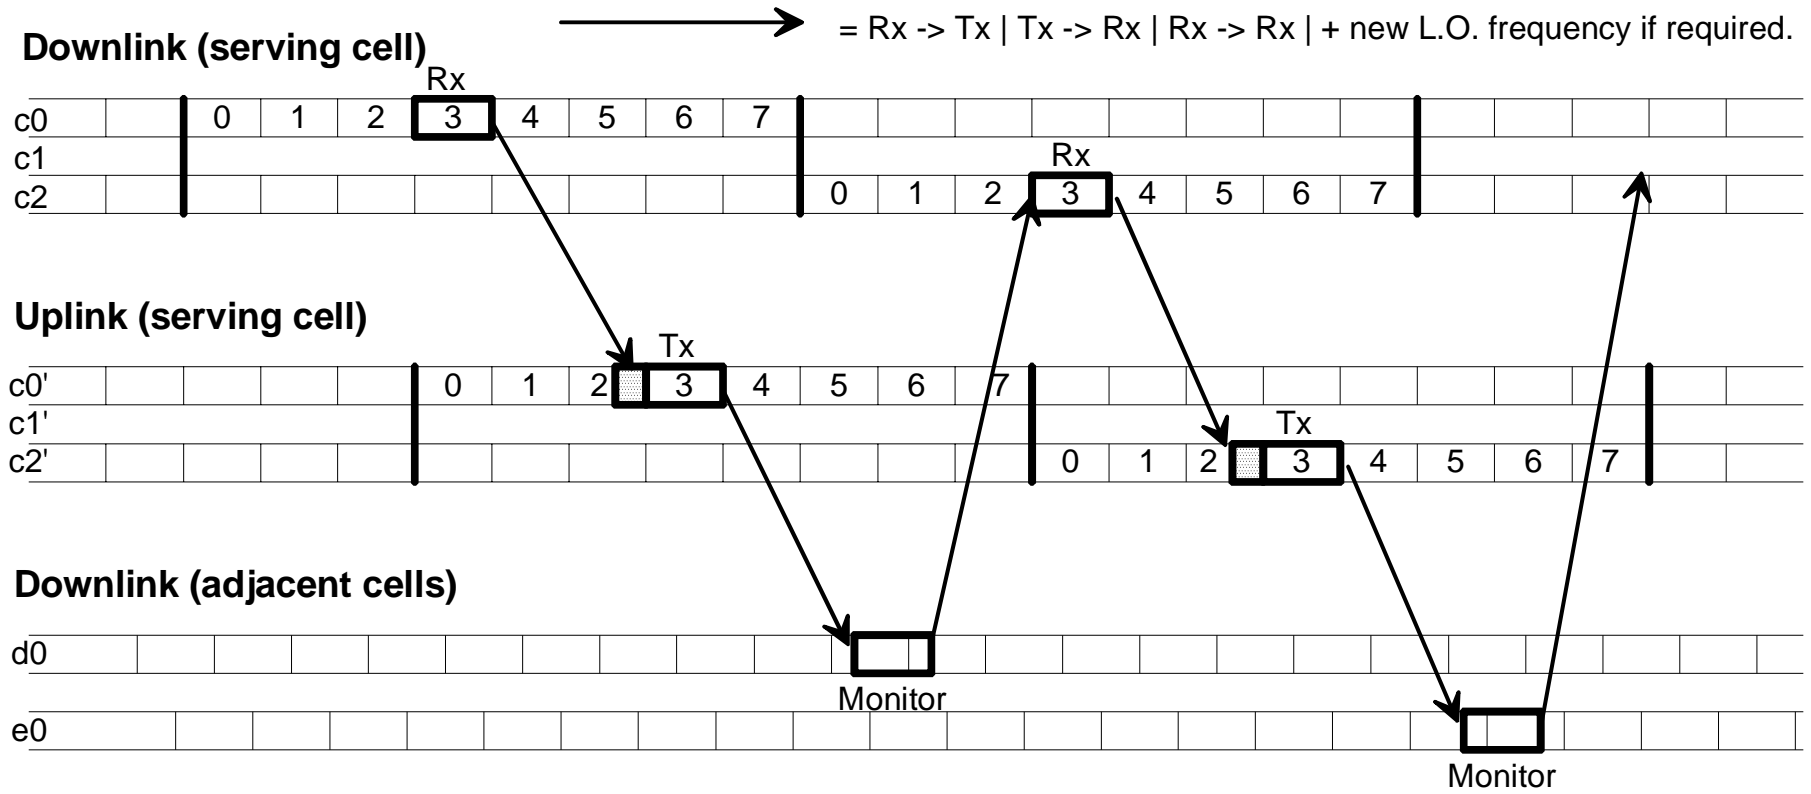 = Rx -> Tx | Tx -> Rx | Rx -> Rx | + new L.O. frequency if required.
Downlink (serving cell)
Rx
c0 0 1 2 3 4 5 6 7
c1 Rx
c2 0 1 2 3 4 5 6 7
Uplink (serving cell)
Tx
c0' 0 1 2 3 4 5 6 7
c1' Tx
c2' 0 1 2 3 4 5 6 7
Downlink (adjacent cells)
d0
Monitor
e0
Monitor